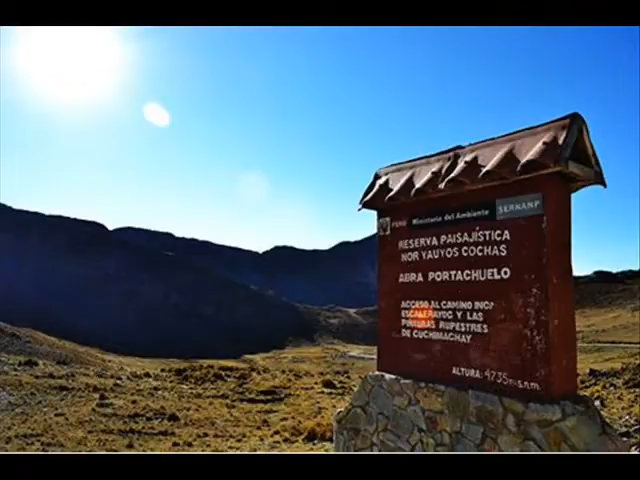 PERÚ Ministerio del Ambiente SERNANP
RESERVA PAISAJÍSTICA
NOR YAUYOS COCHAS
ABRA PORTACHUELO
ACCESO AL CAMINO INCA
ESCALERAYOC Y LAS
PINTURAS RUPESTRES
DE CUCHIMACHAY
ALTURA: 4735 m.s.n.m.